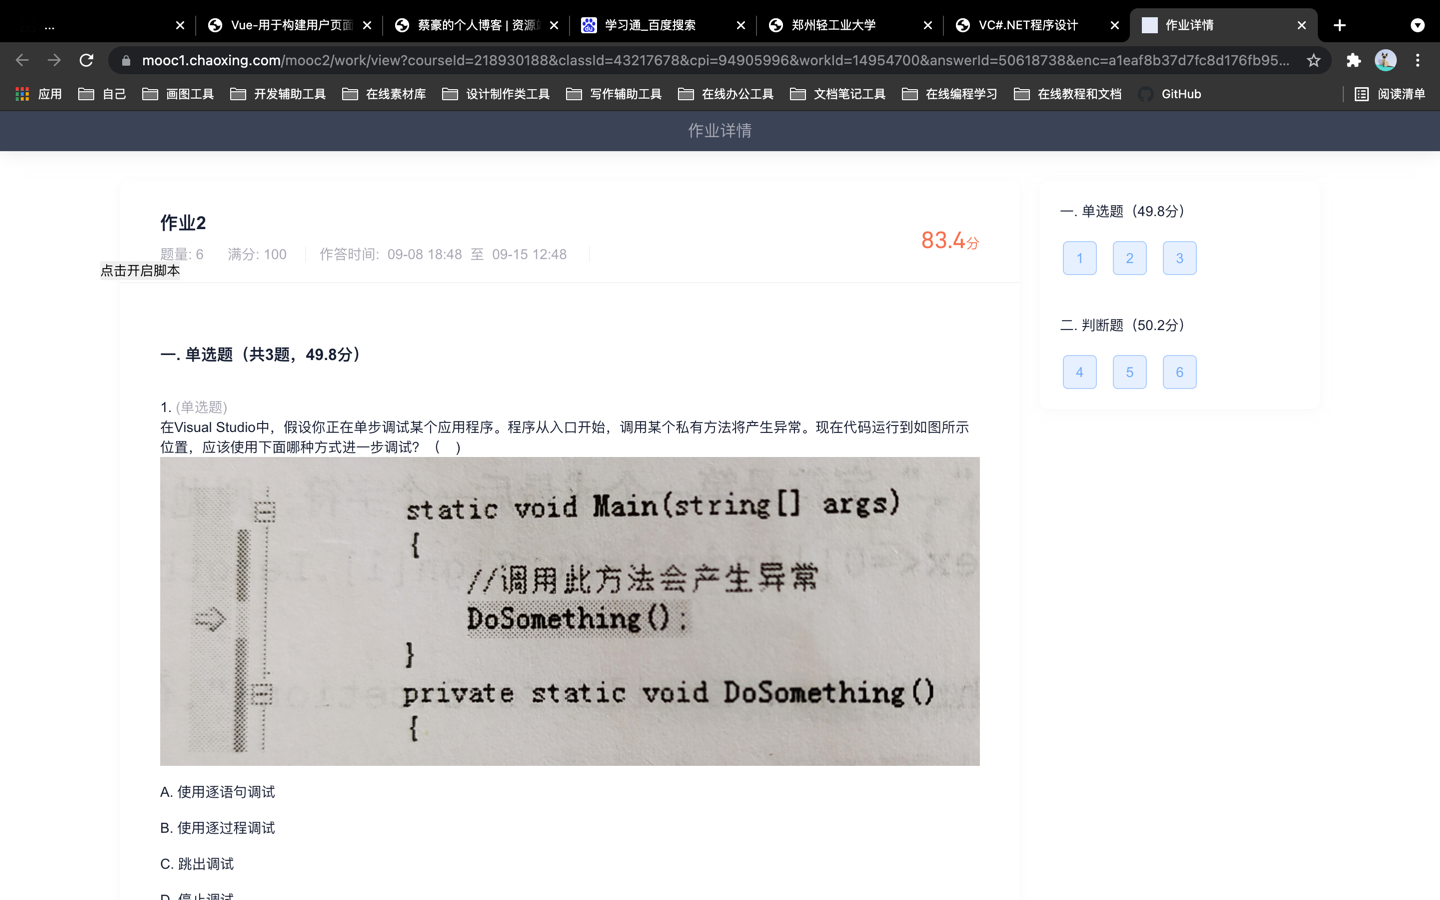 ...
Vue-用于构建用户页面
蔡豪的个人博客 | 资源
学习通_百度搜索
郑州轻工业大学
VC#.NET程序设计
作业详情
mooc1.chaoxing.com/mooc2/work/view?courseId=218930188&classId=43217678&cpi=94905996&workId=14954700&answerId=50618738&enc=a1eaf8b37d7fc8d176fb95...
应用
自己
画图工具
开发辅助工具
在线素材库
设计制作类工具
写作辅助工具
在线办公工具
文档笔记工具
在线编程学习
在线教程和文档
GitHub
阅读清单
作业详情
作业2
83.4分
题量: 6 满分: 100 作答时间: 09-08 18:48 至 09-15 12:48
点击开启脚本
一. 单选题（共3题，49.8分）
1. (单选题)
在Visual Studio中，假设你正在单步调试某个应用程序。程序从入口开始，调用某个私有方法将产生异常。现在代码运行到如图所示
位置，应该使用下面哪种方式进一步调试？（ ）
static void Main(string[] args)
{
//调用此方法会产生异常
DoSomething();
}
private static void DoSomething()
{
A. 使用逐语句调试
B. 使用逐过程调试
C. 跳出调试
D. 停止调试
一. 单选题（49.8分）
1 2 3
二. 判断题（50.2分）
4 5 6